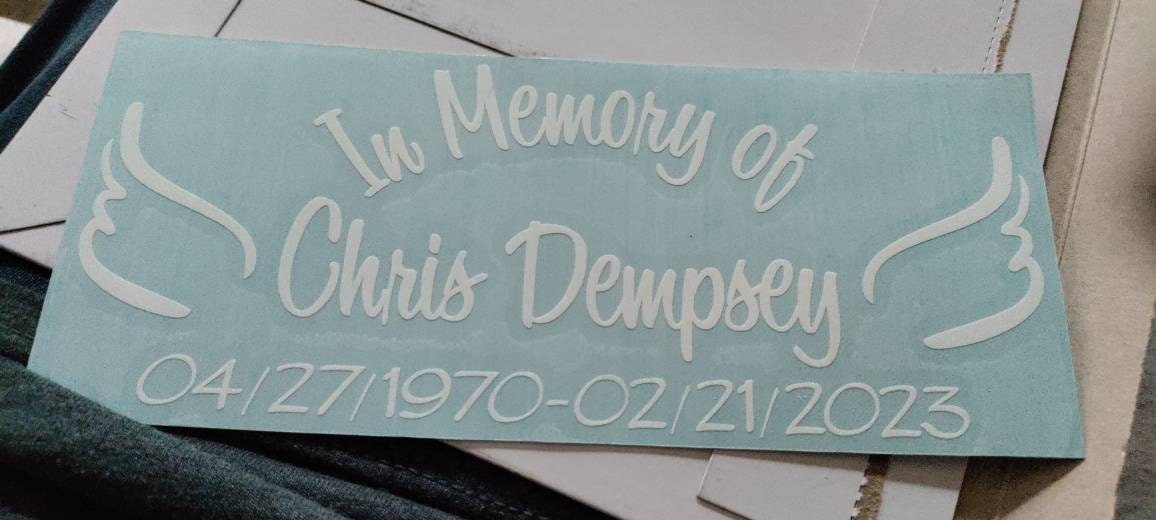 In Memory of
Chris Dempsey
04/27/1970-02/21/2023